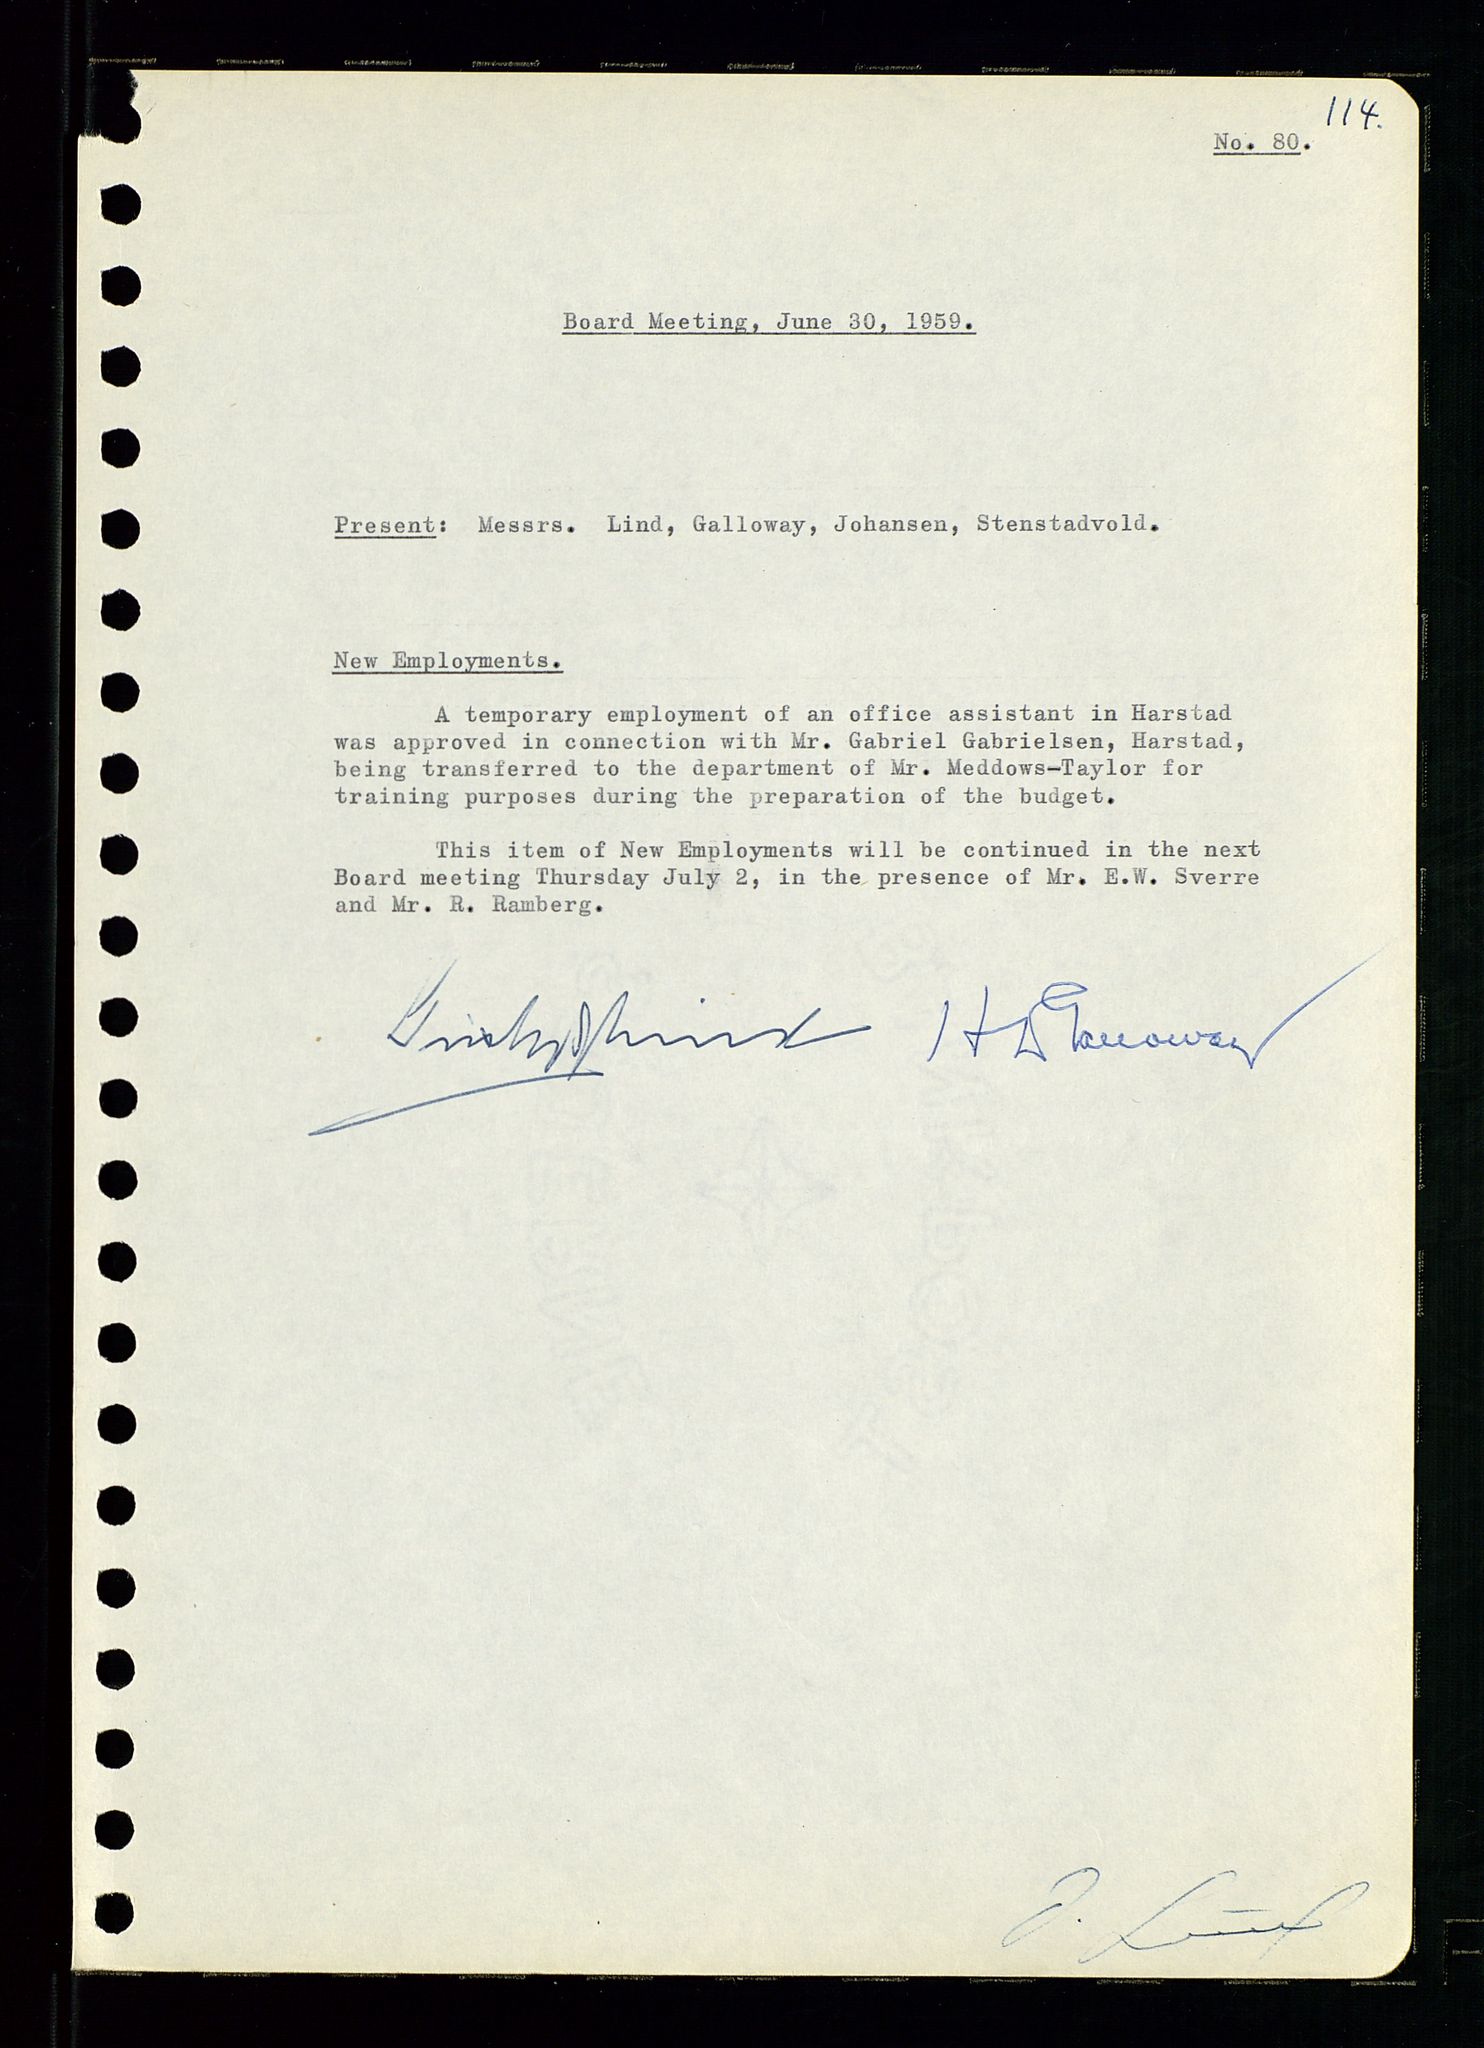 114.
No. 80.
Board Meeting, June 30, 1959.
Present: Messrs. Lind, Galloway, Johansen, Stenstadvold.
New Employments.
A temporary employment of an office assistant in Harstad
was approved in connection with Mr. Gabriel Gabrielsen, Harstad,
being transferred to the department of Mr. Meddows-Taylor for
training purposes during the preparation of the budget.
This item of New Employments will be continued in the next
Board meeting Thursday July 2, in the presence of Mr. E.W. Sverre
and Mr. R. Ramberg.
Lind H D Galloway